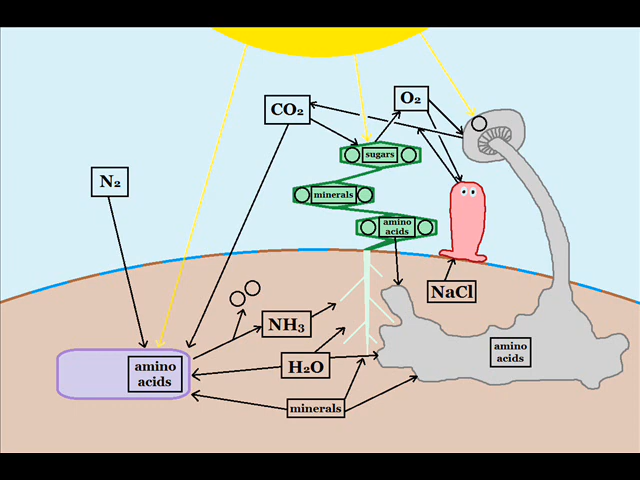 O₂
CO₂
sugars
N₂
minerals
amino
acids
NaCl
NH₃
amino
acids
H₂O
amino
acids
minerals